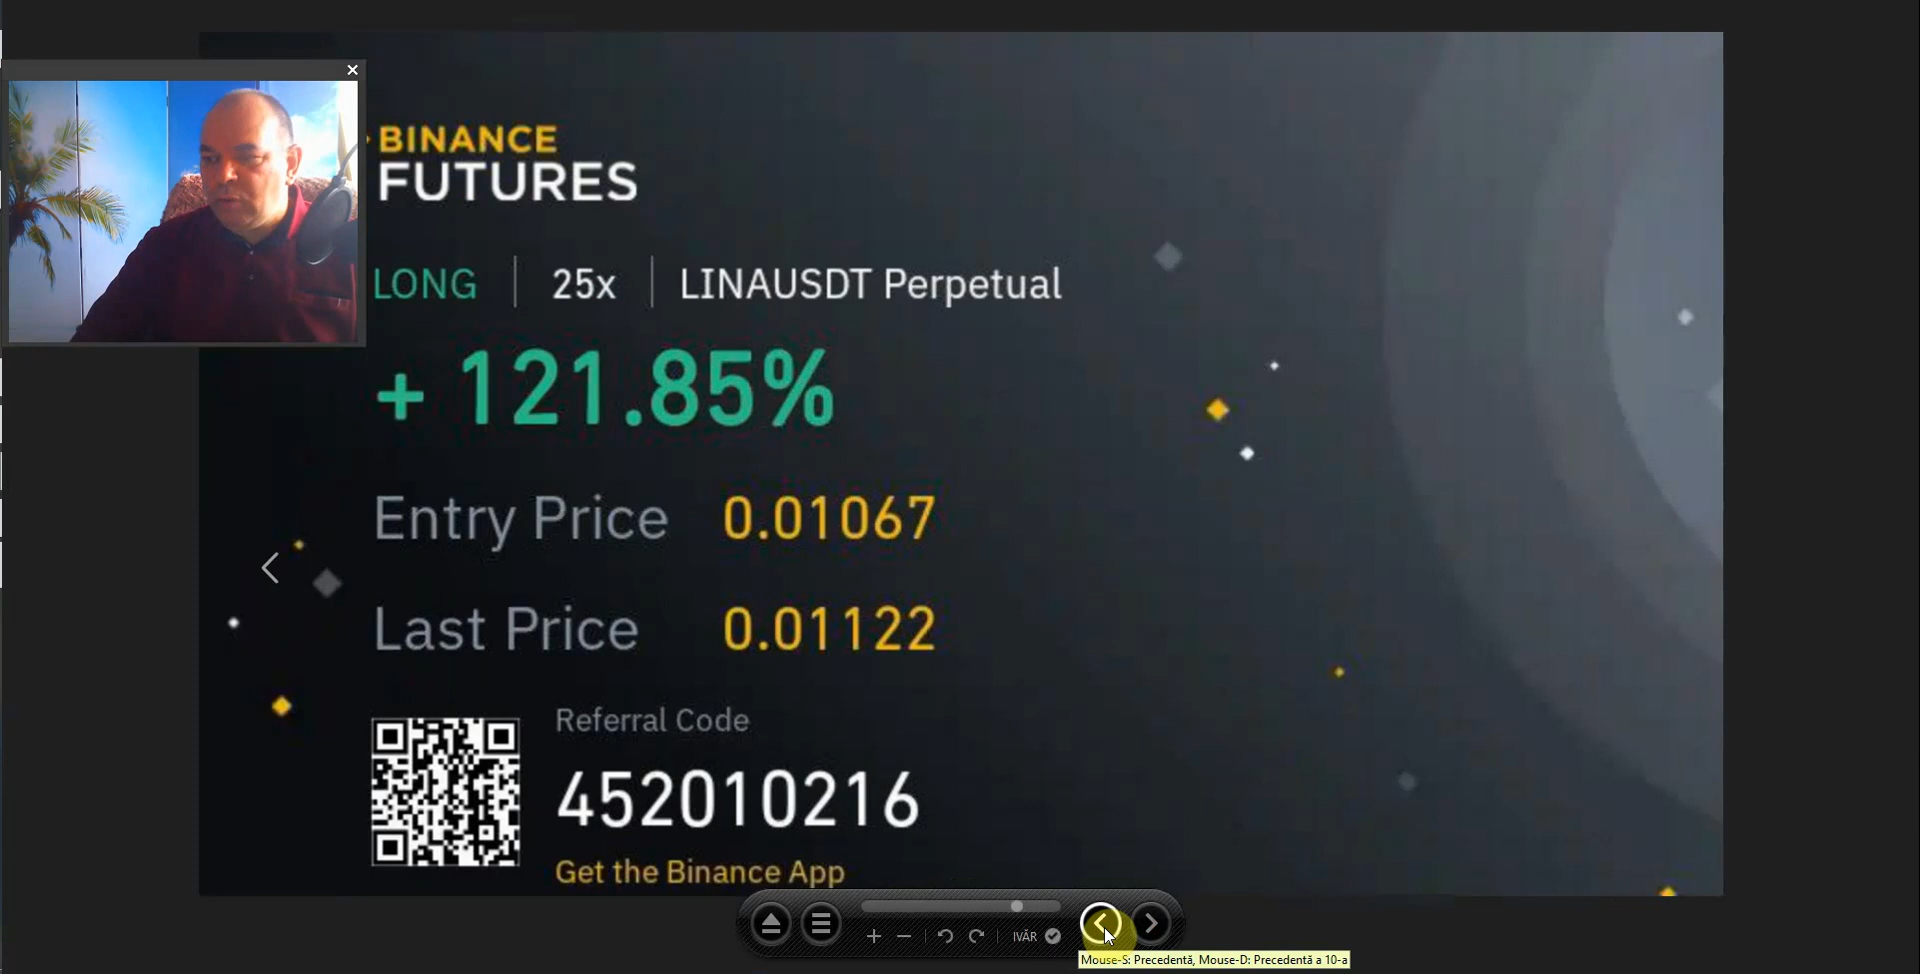 BINANCE
FUTURES
LONG | 25x | LINAUSDT Perpetual
+ 121.85%
Entry Price 0.01067
Last Price 0.01122
Referral Code
452010216
Get the Binance App
IVĂR
Mouse-S: Precedentă, Mouse-D: Precedentă a 10-a